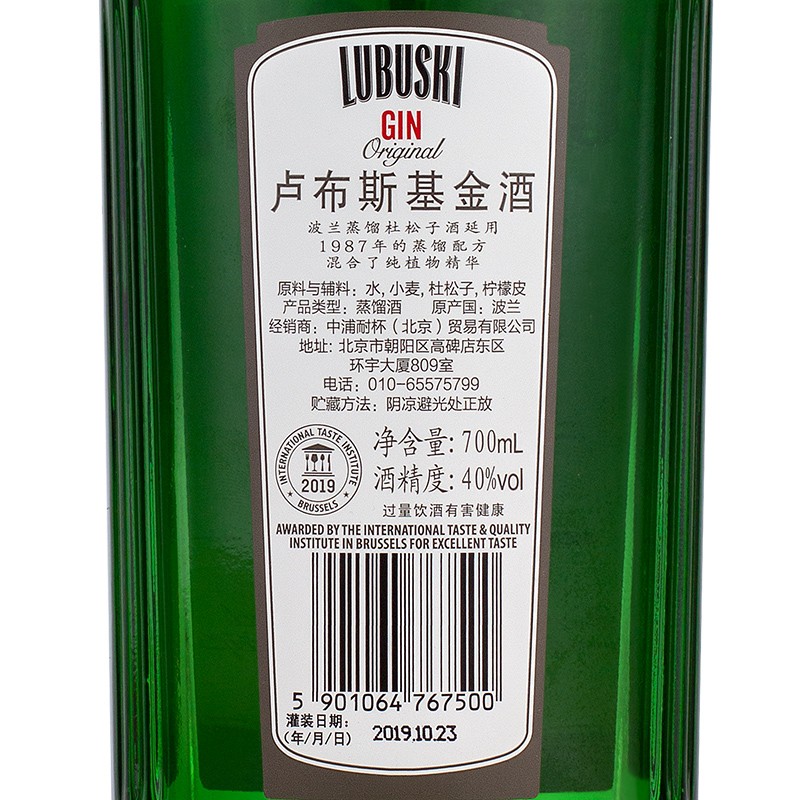 LUBUSKI
GIN
Original
卢布斯基金酒
波兰蒸馏杜松子酒延用
1987年的蒸馏配方
混合了纯植物精华
原料与辅料：水, 小麦, 杜松子, 柠檬皮
产品类型：蒸馏酒 原产国：波兰
经销商：中浦耐杯（北京）贸易有限公司
地址：北京市朝阳区高碑店东区
环宇大厦809室
电话：010-65575799
贮藏方法：阴凉避光处正放
INTERNATIONAL TASTE INSTITUTE
2019
BRUSSELS
净含量：700mL
酒精度：40%vol
过量饮酒有害健康
AWARDED BY THE INTERNATIONAL TASTE & QUALITY
INSTITUTE IN BRUSSELS FOR EXCELLENT TASTE
5 901064 767500
灌装日期：
（年/月/日） 2019.10.23